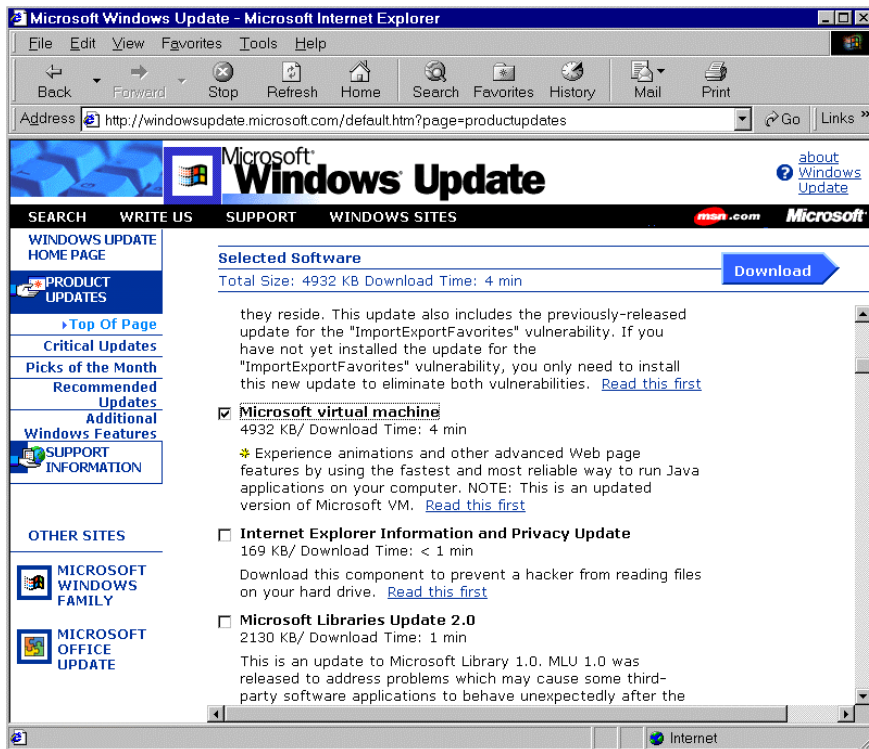 Microsoft Windows Update - Microsoft Internet Explorer
File Edit View Favorites Tools Help
Back Forward Stop Refresh Home Search Favorites History Mail Print
Address http://windowsupdate.microsoft.com/default.htm?page=productupdates Go Links »
Microsoft
Windows Update
about
Windows
Update
SEARCH WRITE US SUPPORT WINDOWS SITES msn.com Microsoft
WINDOWS UPDATE
HOME PAGE
PRODUCT
UPDATES
Top Of Page
Critical Updates
Picks of the Month
Recommended
Updates
Additional
Windows Features
SUPPORT
INFORMATION
OTHER SITES
MICROSOFT
WINDOWS
FAMILY
MICROSOFT
OFFICE
UPDATE
Selected Software
Total Size: 4932 KB Download Time: 4 min
Download
they reside. This update also includes the previously-released
update for the "ImportExportFavorites" vulnerability. If you
have not yet installed the update for the
"ImportExportFavorites" vulnerability, you only need to install
this new update to eliminate both vulnerabilities. Read this first
Microsoft virtual machine
4932 KB/ Download Time: 4 min
Experience animations and other advanced Web page
features by using the fastest and most reliable way to run Java
applications on your computer. NOTE: This is an updated
version of Microsoft VM. Read this first
Internet Explorer Information and Privacy Update
169 KB/ Download Time: < 1 min
Download this component to prevent a hacker from reading files
on your hard drive. Read this first
Microsoft Libraries Update 2.0
2130 KB/ Download Time: 1 min
This is an update to Microsoft Library 1.0. MLU 1.0 was
released to address problems which may cause some third-
party software applications to behave unexpectedly after the
Internet